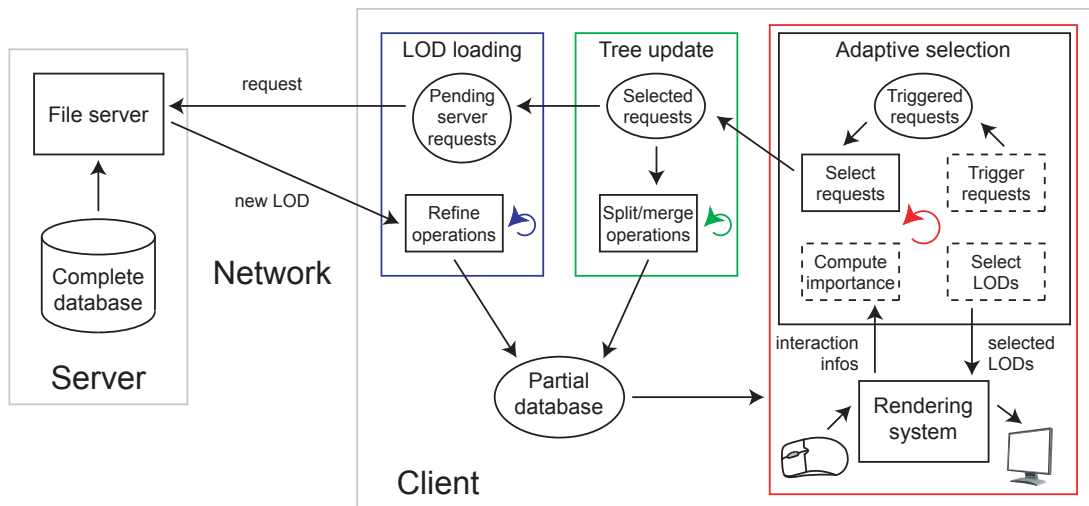 LOD loading
Tree update
Adaptive selection
request
File server
Pending
server
requests
Selected
requests
Triggered
requests
Select
requests
Trigger
requests
new LOD
Refine
operations
Split/merge
operations
Complete
database
Network
Compute
importance
Select
LODs
interaction
infos
selected
LODs
Server
Partial
database
Rendering
system
Client